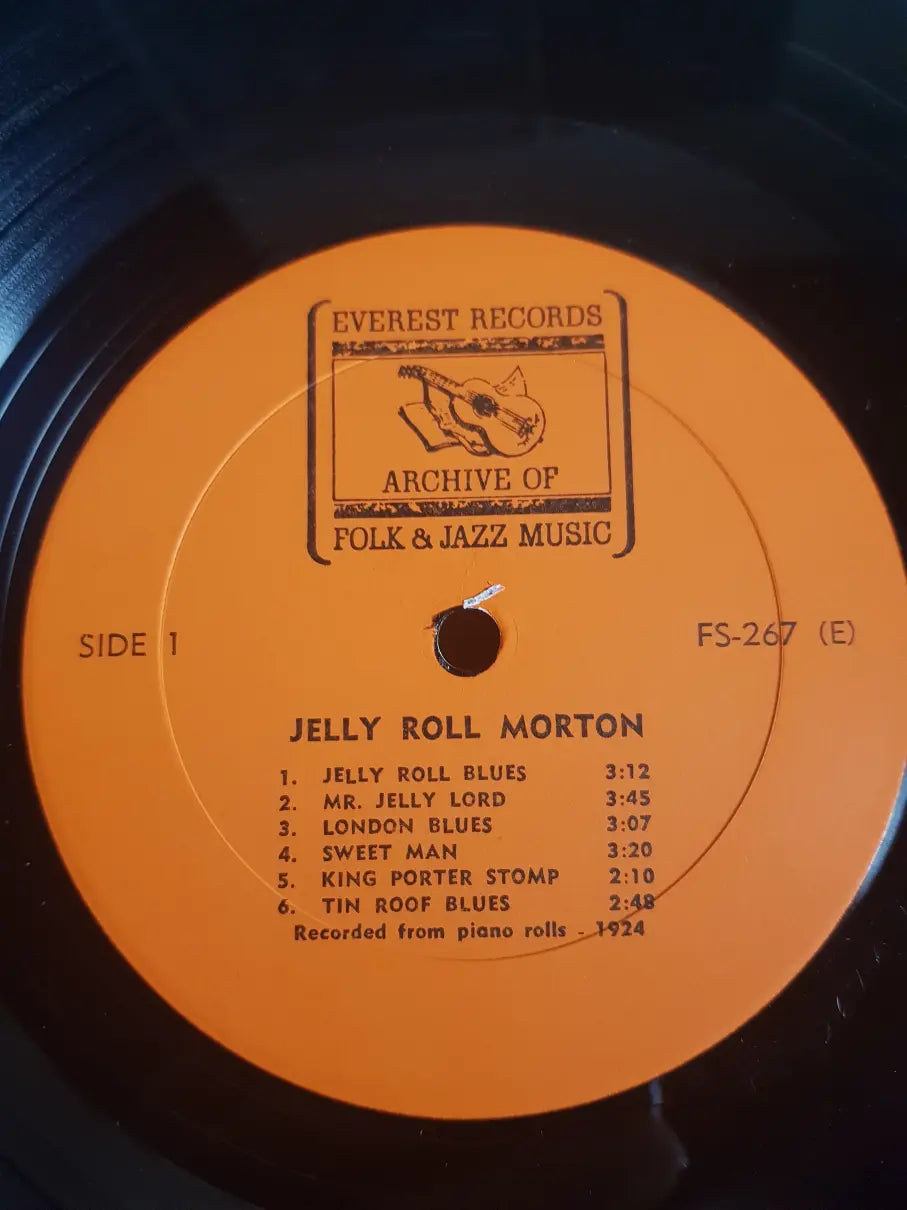 EVEREST RECORDS
ARCHIVE OF
FOLK & JAZZ MUSIC
SIDE 1
FS-267 (E)
JELLY ROLL MORTON
1. JELLY ROLL BLUES 3:12
2. MR. JELLY LORD 3:45
3. LONDON BLUES 3:07
4. SWEET MAN 3:20
5. KING PORTER STOMP 2:10
6. TIN ROOF BLUES 2:48
Recorded from piano rolls - 1924